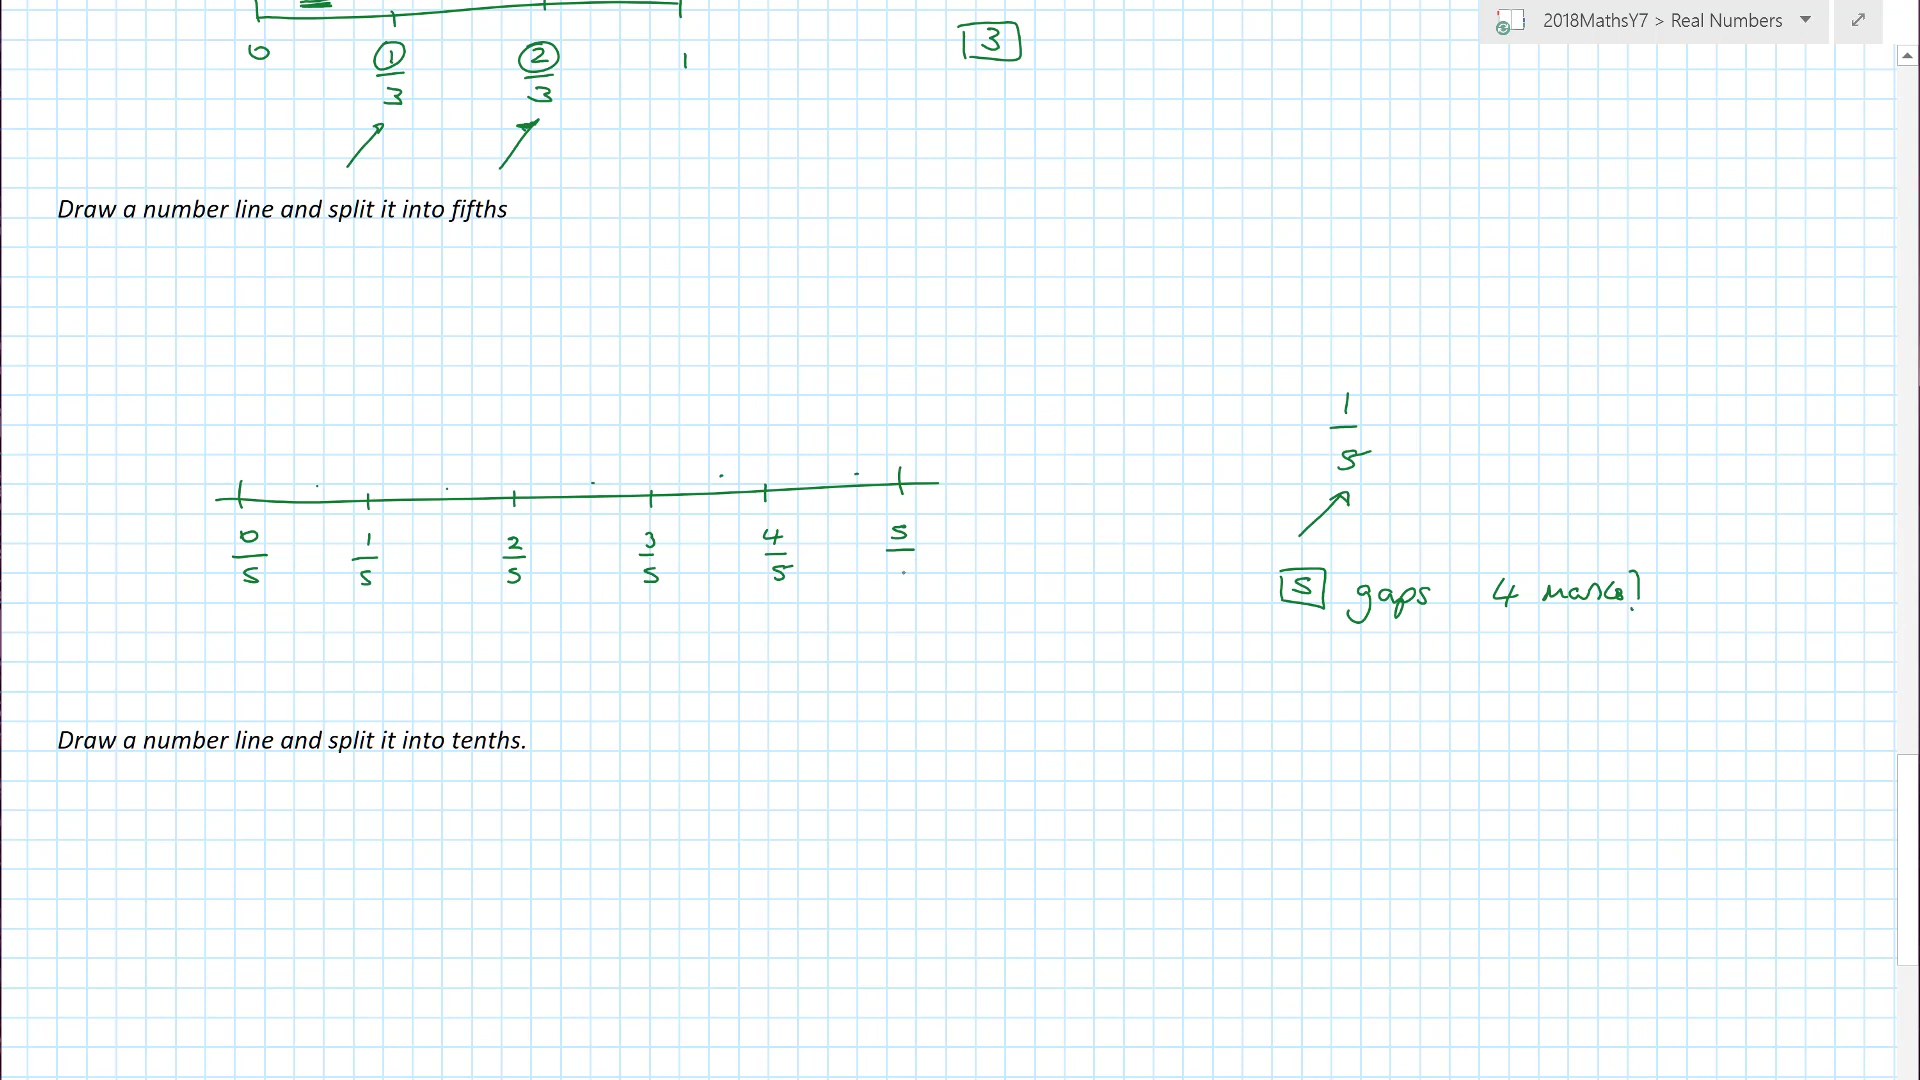 2018MathsY7 > Real Numbers
0 1/3 2/3 1
3
Draw a number line and split it into fifths
1/5
0/5 1/5 2/5 3/5 4/5 5/
5 gaps 4 marks!
Draw a number line and split it into tenths.